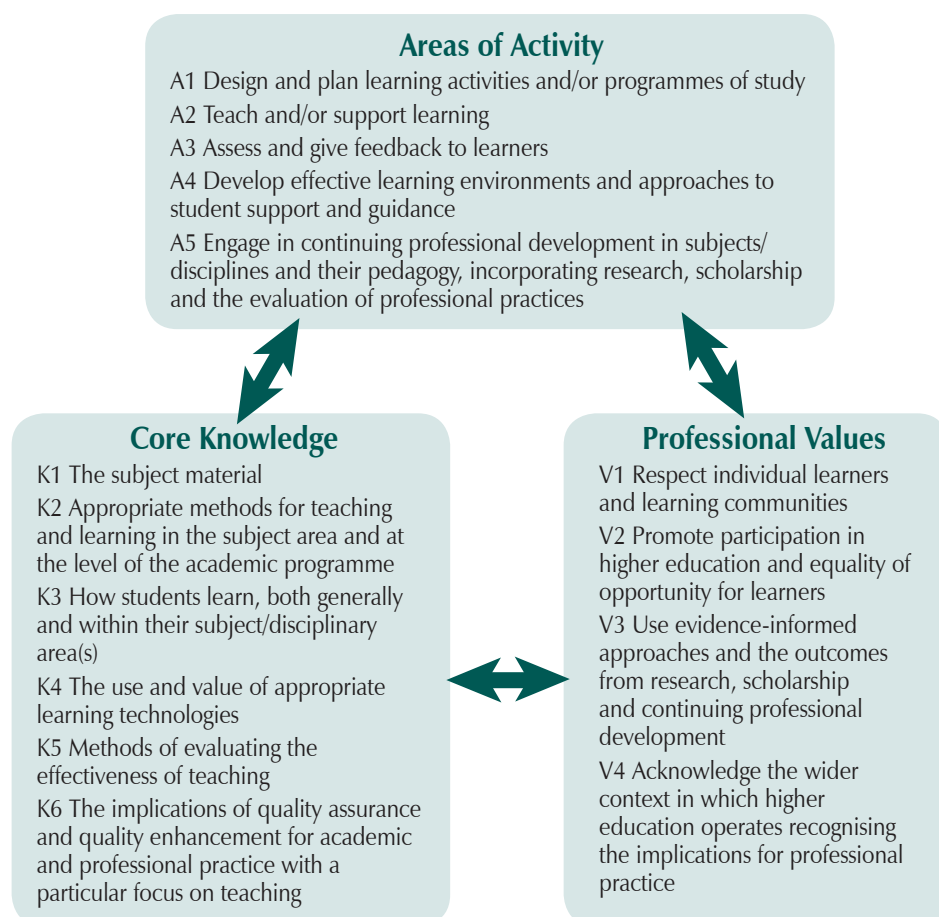 Areas of Activity
A1 Design and plan learning activities and/or programmes of study
A2 Teach and/or support learning
A3 Assess and give feedback to learners
A4 Develop effective learning environments and approaches to
student support and guidance
A5 Engage in continuing professional development in subjects/
disciplines and their pedagogy, incorporating research, scholarship
and the evaluation of professional practices
Core Knowledge
K1 The subject material
K2 Appropriate methods for teaching
and learning in the subject area and at
the level of the academic programme
K3 How students learn, both generally
and within their subject/disciplinary
area(s)
K4 The use and value of appropriate
learning technologies
K5 Methods of evaluating the
effectiveness of teaching
K6 The implications of quality assurance
and quality enhancement for academic
and professional practice with a
particular focus on teaching
Professional Values
V1 Respect individual learners
and learning communities
V2 Promote participation in
higher education and equality of
opportunity for learners
V3 Use evidence-informed
approaches and the outcomes
from research, scholarship
and continuing professional
development
V4 Acknowledge the wider
context in which higher
education operates recognising
the implications for professional
practice